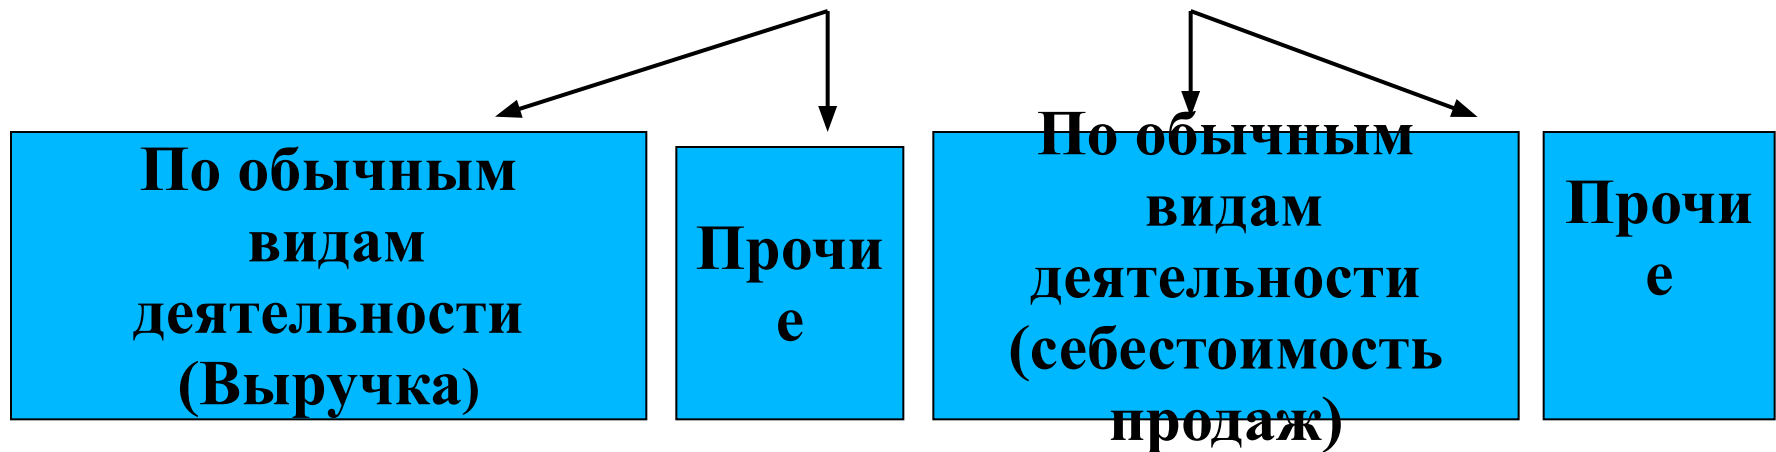 По обычным
видам
деятельности
(Выручка)
Прочи
е
По обычным
видам
деятельности
(себестоимость
продаж)
Прочи
е